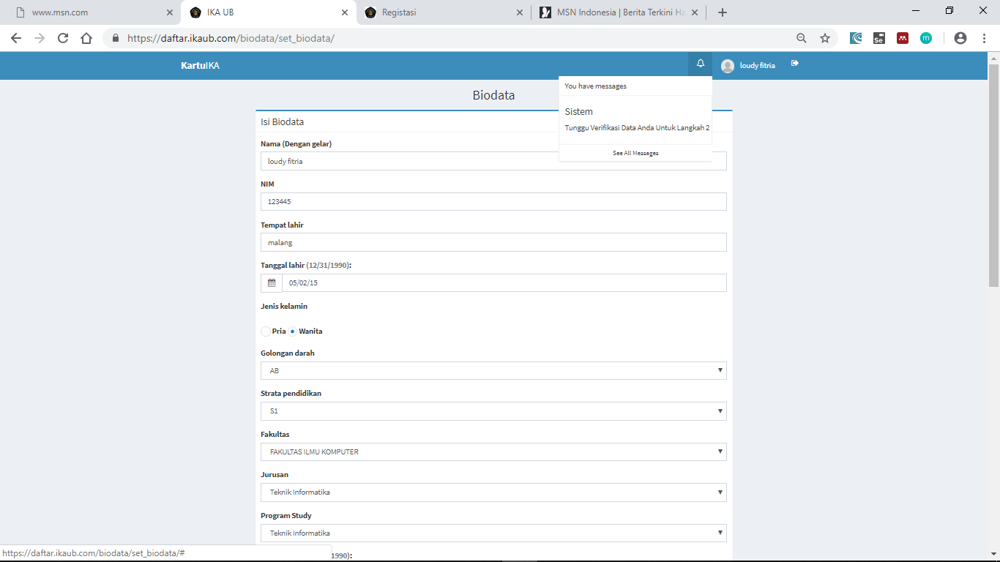 www.msn.com
IKA UB
Registasi
MSN Indonesia | Berita Terkini Ha
https://daftar.ikaub.com/biodata/set_biodata/
Se
m
KartuIKA
loudy fitria
Biodata
You have messages
Sistem
Tunggu Verifikasi Data Anda Untuk Langkah 2
See All Messages
Isi Biodata
Nama (Dengan gelar)
loudy fitria
NIM
123445
Tempat lahir
malang
Tanggal lahir (12/31/1990):
05/02/15
Jenis kelamin
Pria Wanita
Golongan darah
AB
Strata pendidikan
S1
Fakultas
FAKULTAS ILMU KOMPUTER
Jurusan
Teknik Informatika
Program Study
Teknik Informatika
1990):
https://daftar.ikaub.com/biodata/set_biodata/#